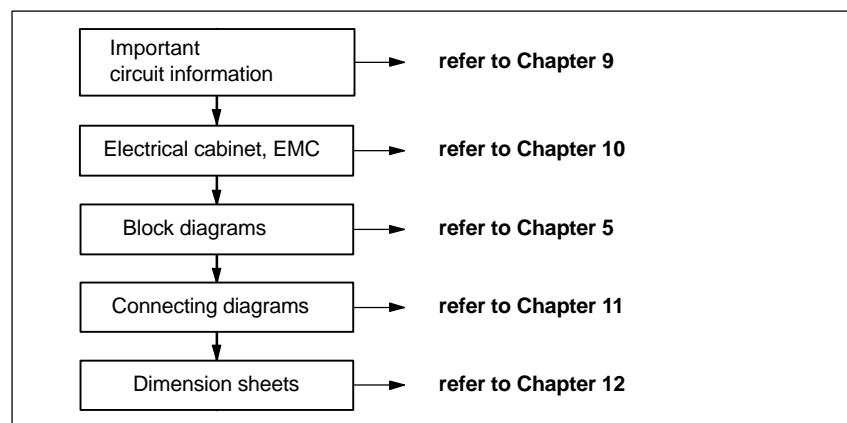 Important
circuit information
refer to Chapter 9
Electrical cabinet, EMC
refer to Chapter 10
Block diagrams
refer to Chapter 5
Connecting diagrams
refer to Chapter 11
Dimension sheets
refer to Chapter 12